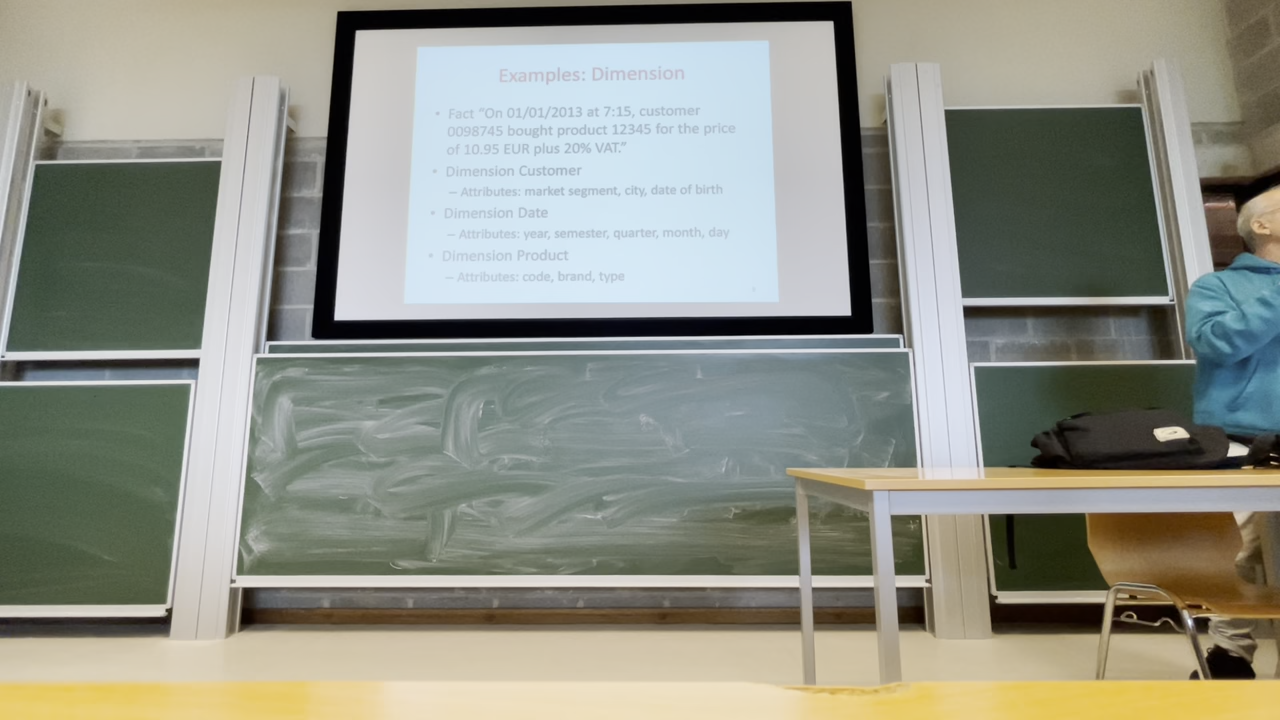 Examples: Dimension
• Fact “On 01/01/2013 at 7:15, customer
0098745 bought product 12345 for the price
of 10.95 EUR plus 20% VAT.”
• Dimension Customer
– Attributes: market segment, city, date of birth
• Dimension Date
– Attributes: year, semester, quarter, month, day
• Dimension Product
– Attributes: code, brand, type